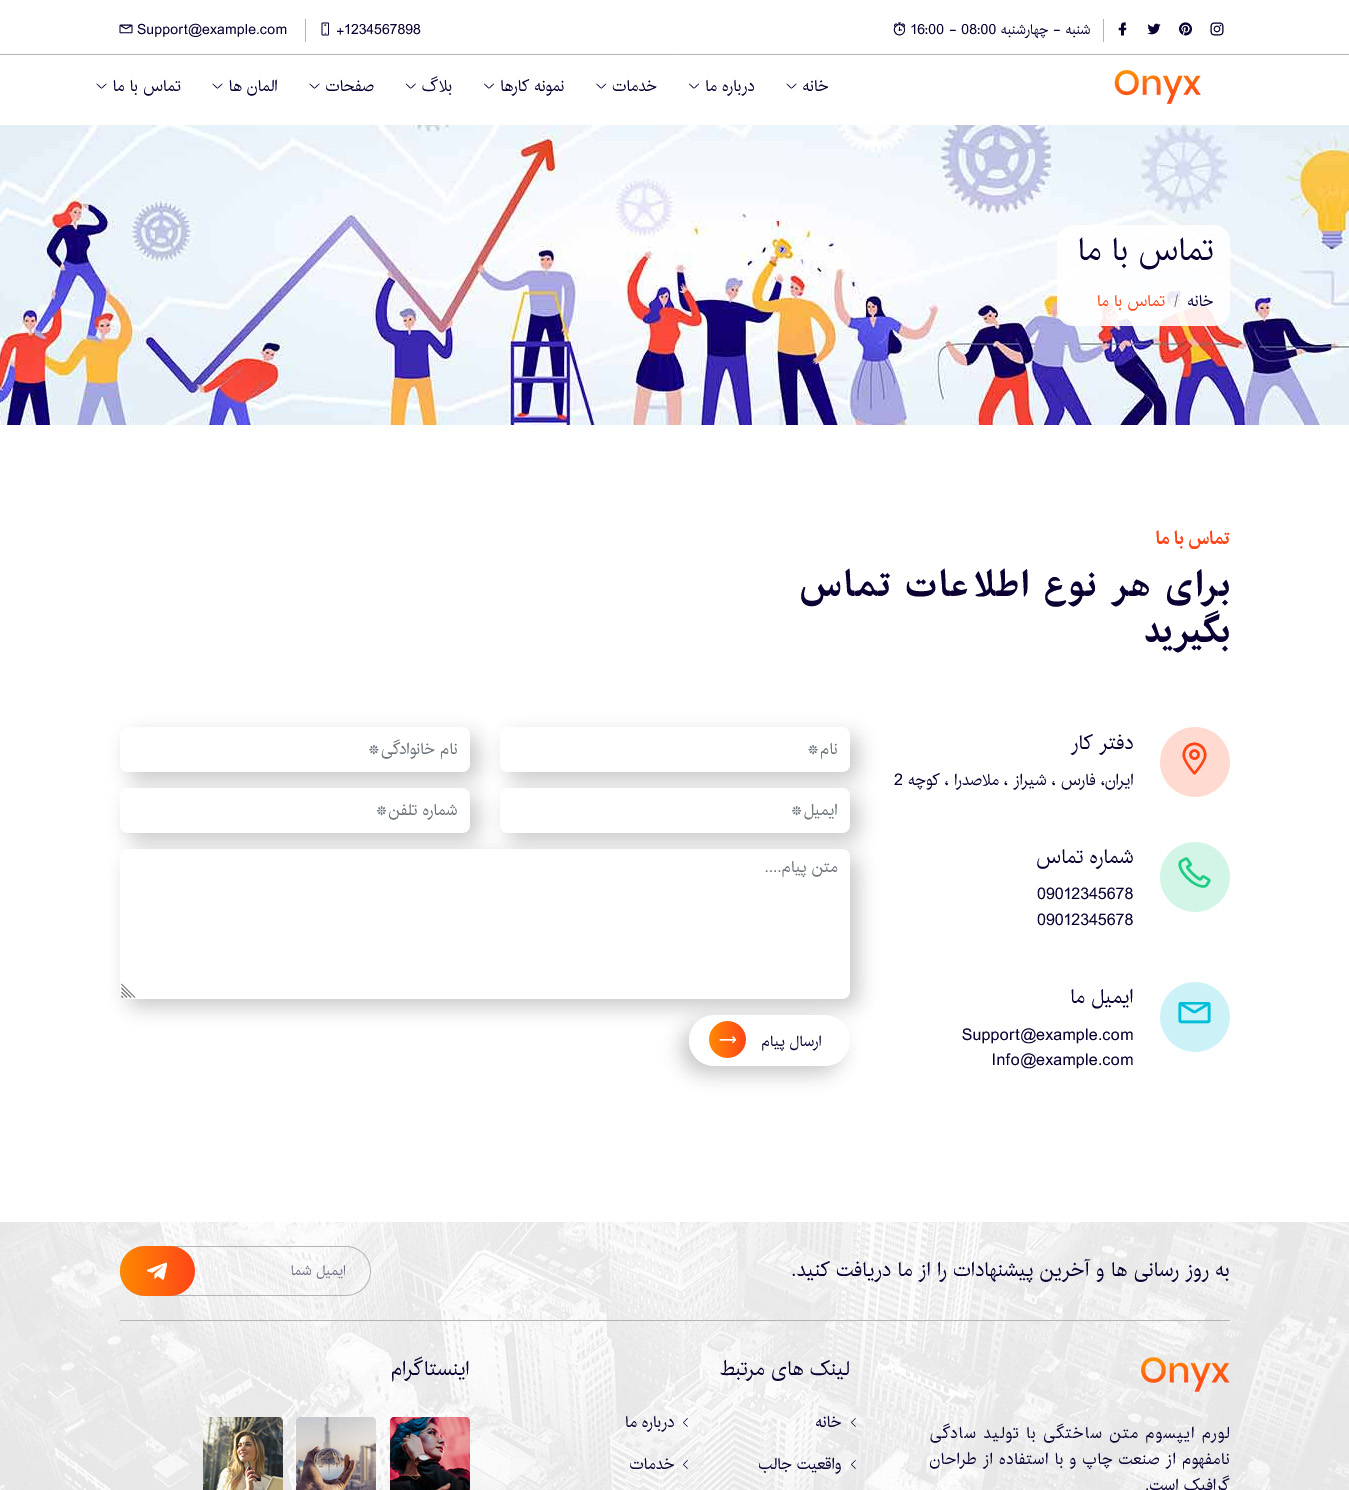 شنبه - چهارشنبه 08:00 - 16:00
+1234567898
Support@example.com
Onyx
خانه
درباره ما
خدمات
نمونه کارها
بلاگ
صفحات
المان ها
تماس با ما
تماس با ما
خانه / تماس با ما
تماس با ما
برای هر نوع اطلاعات تماس
بگیرید
دفتر کار
ایران، فارس ، شیراز ، ملاصدرا ، کوچه 2
شماره تماس
09012345678
09012345678
ایمیل ما
Support@example.com
Info@example.com
نام*
نام خانوادگی*
ایمیل*
شماره تلفن*
متن پیام....
ارسال پیام
به روز رسانی ها و آخرین پیشنهادات را از ما دریافت کنید.
ایمیل شما
Onyx
لورم ایپسوم متن ساختگی با تولید سادگی
نامفهوم از صنعت چاپ و با استفاده از طراحان
گرافیک است.
لینک های مرتبط
خانه
درباره ما
واقعیت جالب
خدمات
اینستاگرام